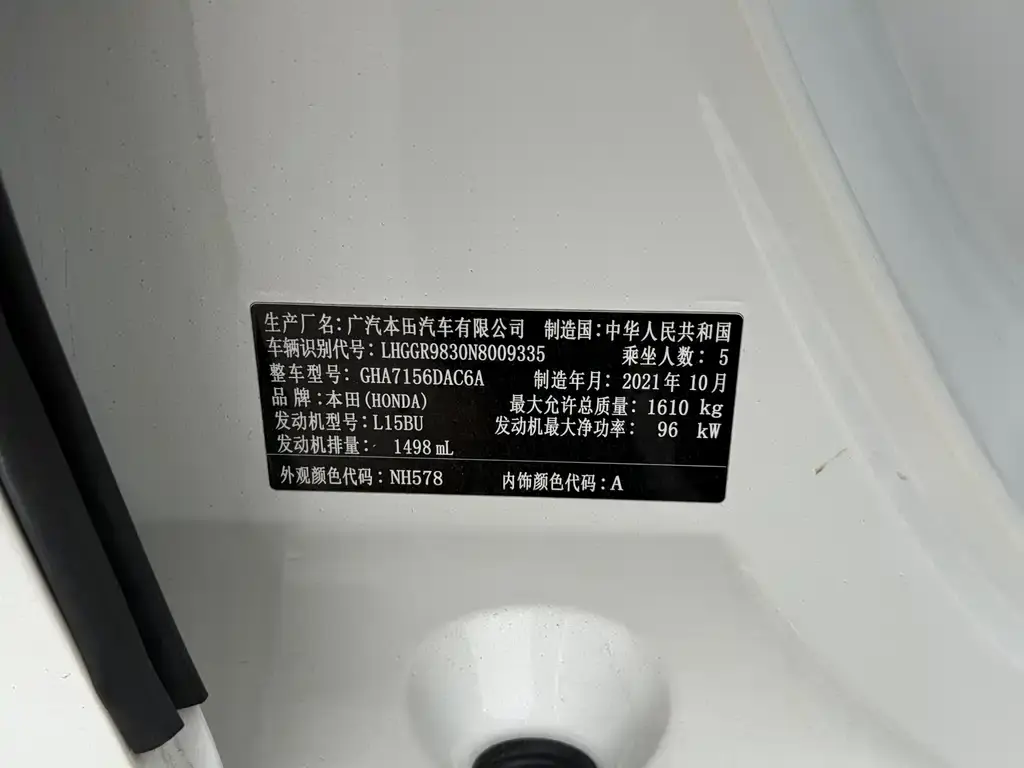 生产厂名:广汽本田汽车有限公司 制造国:中华人民共和国
车辆识别代号:LHGGR9830N8009335 乘坐人数: 5
整车型号: GHA7156DAC6A 制造年月: 2021年 10月
品 牌:本田(HONDA) 最大允许总质量: 1610 kg
发动机型号: L15BU 发动机最大净功率: 96 kW
发动机排量: 1498 mL
外观颜色代码: NH578 内饰颜色代码: A